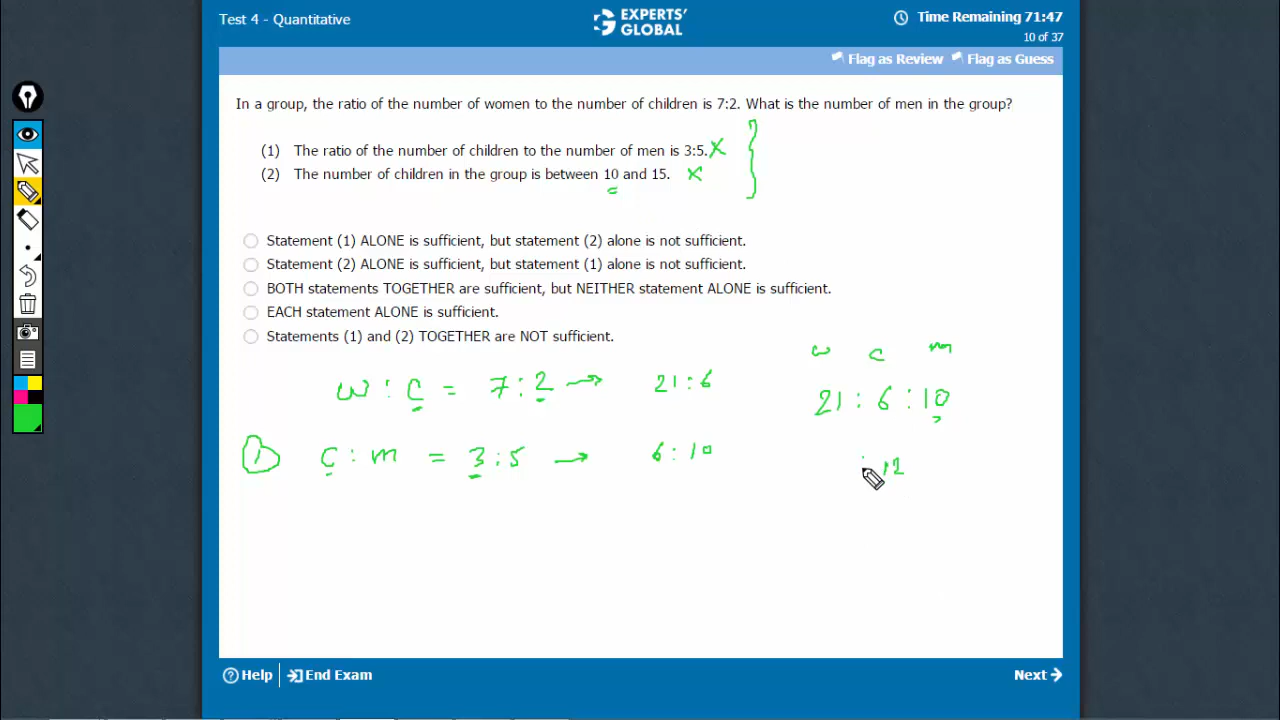 Test 4 - Quantitative
EXPERTS'
GLOBAL
Time Remaining 71:47
10 of 37
Flag as Review
Flag as Guess
In a group, the ratio of the number of women to the number of children is 7:2. What is the number of men in the group?
(1) The ratio of the number of children to the number of men is 3:5. X
(2) The number of children in the group is between 10 and 15. X
Statement (1) ALONE is sufficient, but statement (2) alone is not sufficient.
Statement (2) ALONE is sufficient, but statement (1) alone is not sufficient.
BOTH statements TOGETHER are sufficient, but NEITHER statement ALONE is sufficient.
EACH statement ALONE is sufficient.
Statements (1) and (2) TOGETHER are NOT sufficient.
w c m
w : c = 7 : 2 → 21 : 6
21 : 6 : 10
1 c : m = 3 : 5 → 6 : 10
12
Help
End Exam
Next